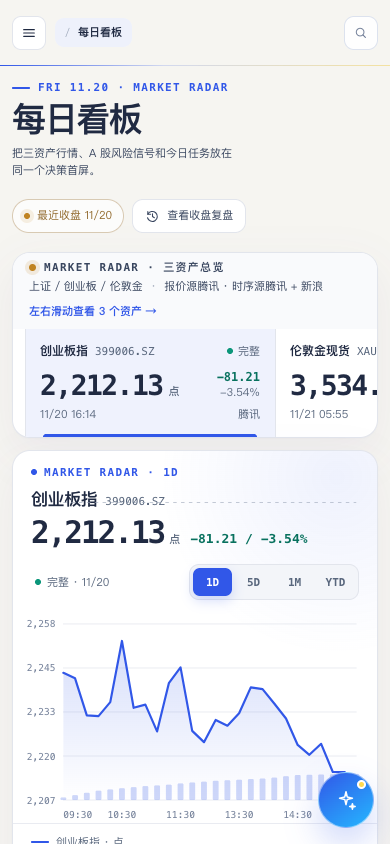 / 每日看板
FRI 11.20 · MARKET RADAR
每日看板
把三资产行情、A 股风险信号和今日任务放在
同一个决策首屏。
最近收盘 11/20
查看收盘复盘
MARKET RADAR · 三资产总览
上证 / 创业板 / 伦敦金 · 报价源腾讯 · 时序源腾讯 + 新浪
左右滑动查看 3 个资产 →
创业板指 399006.SZ 完整
2,212.13 点 −81.21
−3.54%
11/20 16:14 腾讯
伦敦金现货 XAU
3,534.
11/21 05:55
MARKET RADAR · 1D
创业板指 399006.SZ
2,212.13 点 −81.21 / −3.54%
完整 · 11/20
1D 5D 1M YTD
2,258
2,245
2,233
2,220
2,207
09:30 10:30 11:30 13:30 14:30
创业板指 · 点